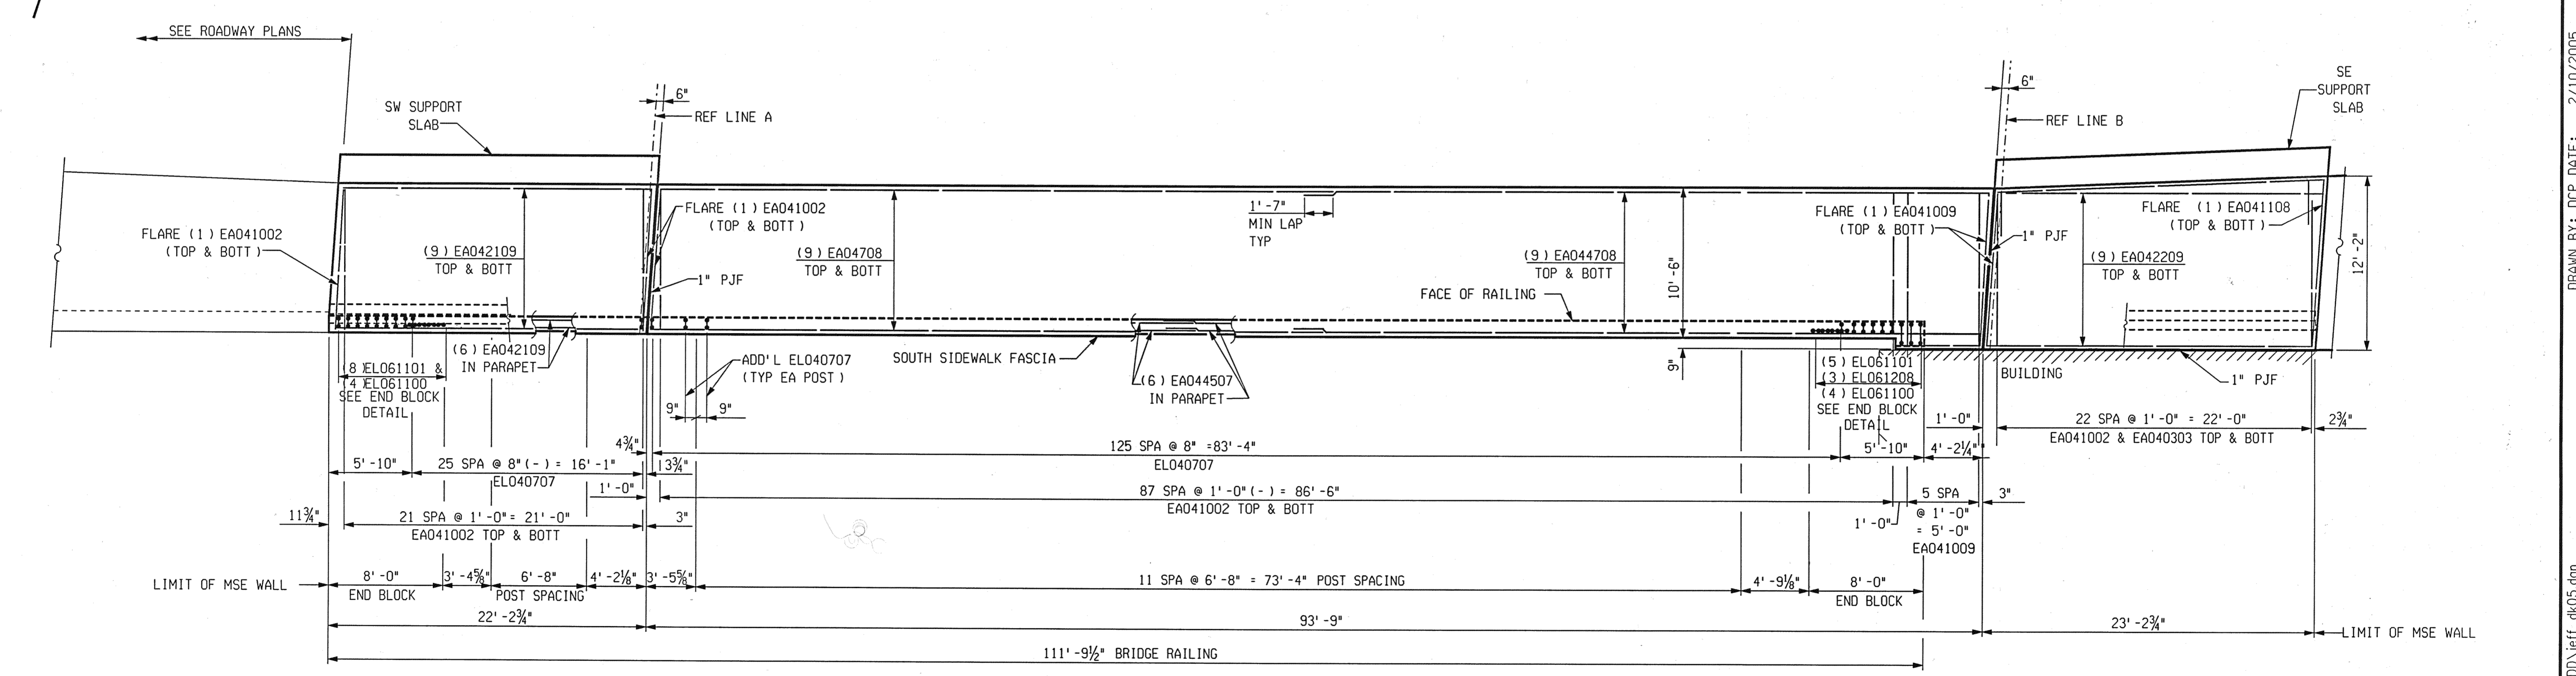 SEE ROADWAY PLANS
SW SUPPORT
SLAB
6"
REF LINE A
6"
REF LINE B
SE
SUPPORT
SLAB
FLARE (1) EA041002
(TOP & BOTT)
(9) EA042109
TOP & BOTT
FLARE (1) EA041002
(TOP & BOTT)
1" PJF
(9) EA04708
TOP & BOTT
1'-7"
MIN LAP
TYP
(9) EA044708
TOP & BOTT
10'-6"
FLARE (1) EA041009
(TOP & BOTT)
1" PJF
FLARE (1) EA041108
(TOP & BOTT)
(9) EA042209
TOP & BOTT
12'-2"
FACE OF RAILING
(8) EL061101 &
(4) EL061100
SEE END BLOCK
DETAIL
(6) EA042109
IN PARAPET
ADD'L EL040707
(TYP EA POST)
9"
9"
SOUTH SIDEWALK FASCIA
(6) EA044507
IN PARAPET
9"
(5) EL061101
(3) EL061208
(4) EL061100
SEE END BLOCK
DETAIL
BUILDING
1" PJF
1'-0"
22 SPA @ 1'-0" = 22'-0"
EA041002 & EA040303 TOP & BOTT
2¾"
4¾"
125 SPA @ 8" =83'-4"
EL040707
5'-10"
4'-2¼"
5'-10"
25 SPA @ 8"(-) = 16'-1"
EL040707
3¾"
1'-0"
87 SPA @ 1'-0"(-) = 86'-6"
EA041002 TOP & BOTT
5 SPA
@ 1'-0"
= 5'-0"
EA041009
3"
1'-0"
11¾"
21 SPA @ 1'-0"= 21'-0"
EA041002 TOP & BOTT
3"
LIMIT OF MSE WALL
8'-0"
END BLOCK
3'-4⅝"
6'-8"
POST SPACING
4'-2⅛"
3'-5⅝"
11 SPA @ 6'-8" = 73'-4" POST SPACING
4'-9⅛"
8'-0"
END BLOCK
22'-2¾"
93'-9"
23'-2¾"
LIMIT OF MSE WALL
111'-9½" BRIDGE RAILING
DRAWN BY: DCP DATE: 2/10/2005
jeff_dk05.dgn